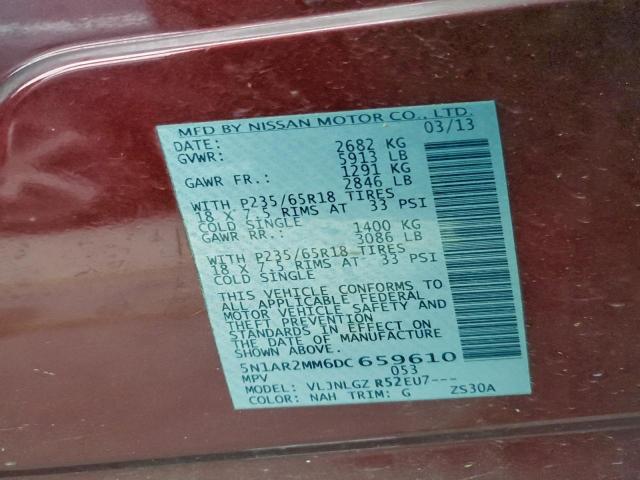 MFD BY NISSAN MOTOR CO., LTD.
DATE: 03/13
GVWR: 2682 KG
5913 LB
GAWR FR.: 1291 KG
2846 LB
WITH P235/65R18 TIRES
18 X 7.5 RIMS AT 33 PSI
COLD SINGLE
GAWR RR.: 1400 KG
3086 LB
WITH P235/65R18 TIRES
18 X 7.5 RIMS AT 33 PSI
COLD SINGLE
THIS VEHICLE CONFORMS TO
ALL APPLICABLE FEDERAL
MOTOR VEHICLE SAFETY AND
THEFT PREVENTION
STANDARDS IN EFFECT ON
THE DATE OF MANUFACTURE
SHOWN ABOVE.
5N1AR2MM6DC659610
MPV 053
MODEL: VLJNLGZ R52EU7---
COLOR: NAH TRIM: G ZS30A